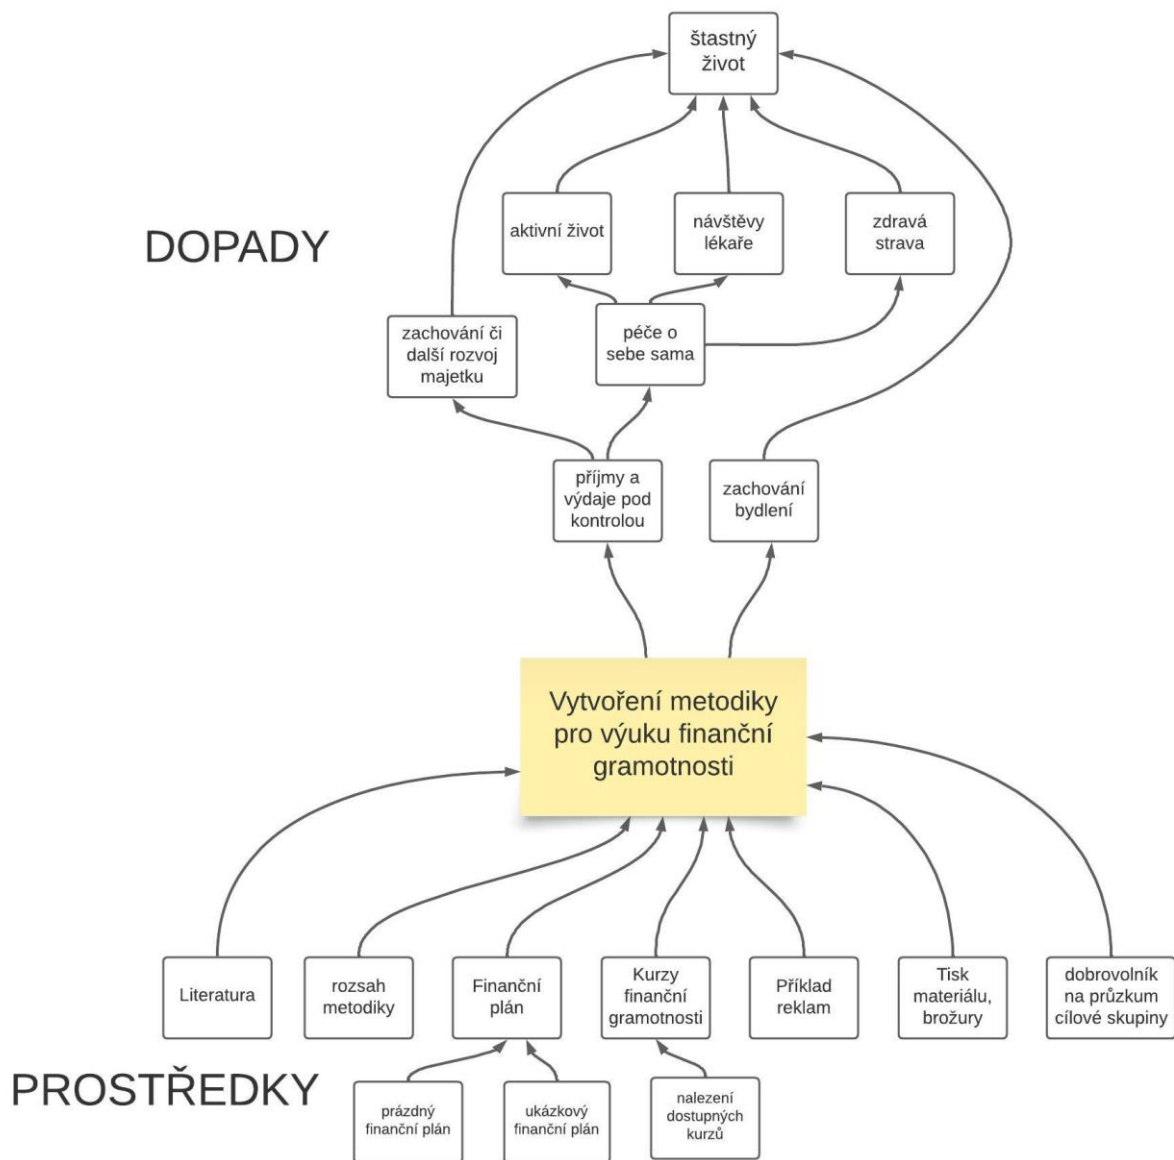 štastný
život
aktivní život
návštěvy
lékaře
zdravá
strava
DOPADY
zachování či
další rozvoj
majetku
péče o
sebe sama
příjmy a
výdaje pod
kontrolou
zachování
bydlení
Vytvoření metodiky
pro výuku finanční
gramotnosti
Literatura
rozsah
metodiky
Finanční
plán
Kurzy
finanční
gramotnosti
Příklad
reklam
Tisk
materiálu,
brožury
dobrovolník
na průzkum
cílové skupiny
PROSTŘEDKY
prázdný
finanční plán
ukázkový
finanční plán
nalezení
dostupných
kurzů